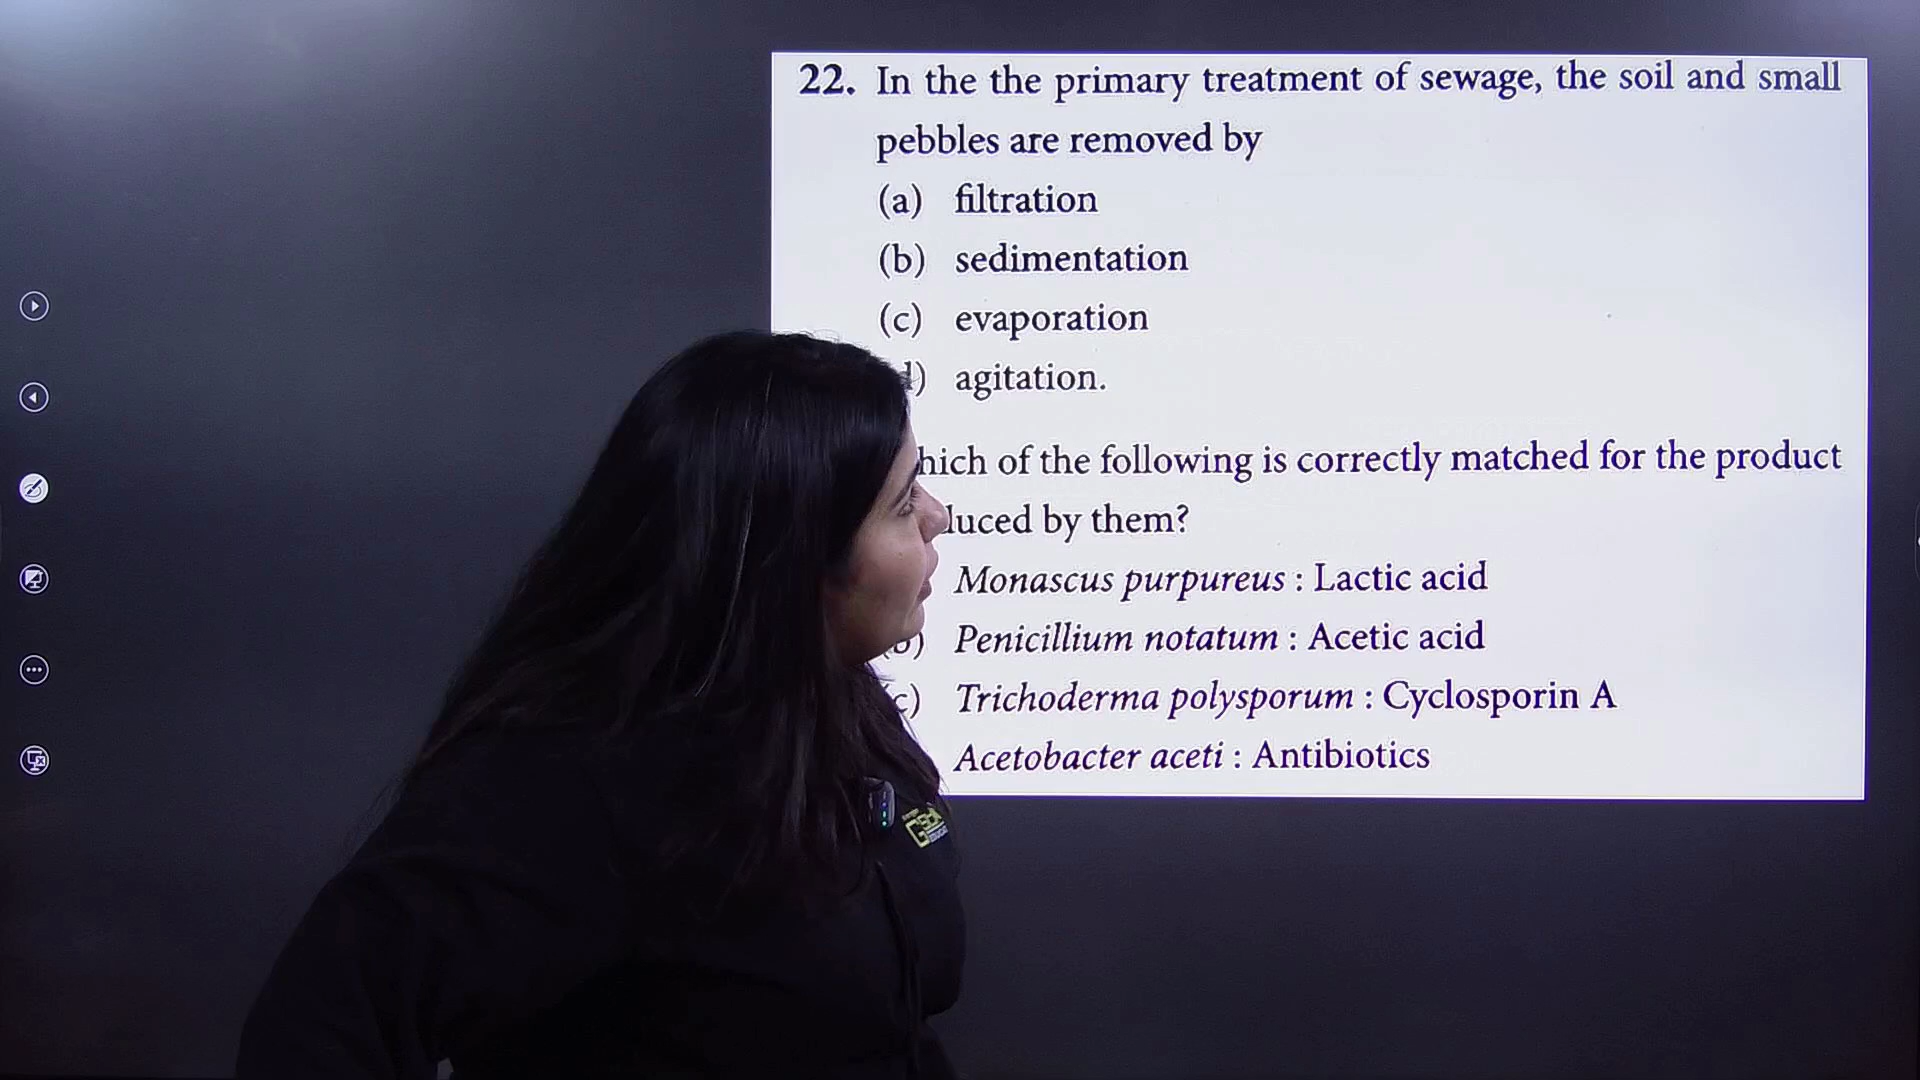 22. In the the primary treatment of sewage, the soil and small
pebbles are removed by
(a) filtration
(b) sedimentation
(c) evaporation
agitation.
of the following is correctly matched for the product
by them?
Monascus purpureus : Lactic acid
Penicillium notatum : Acetic acid
Trichoderma polysporum : Cyclosporin A
Acetobacter aceti : Antibiotics